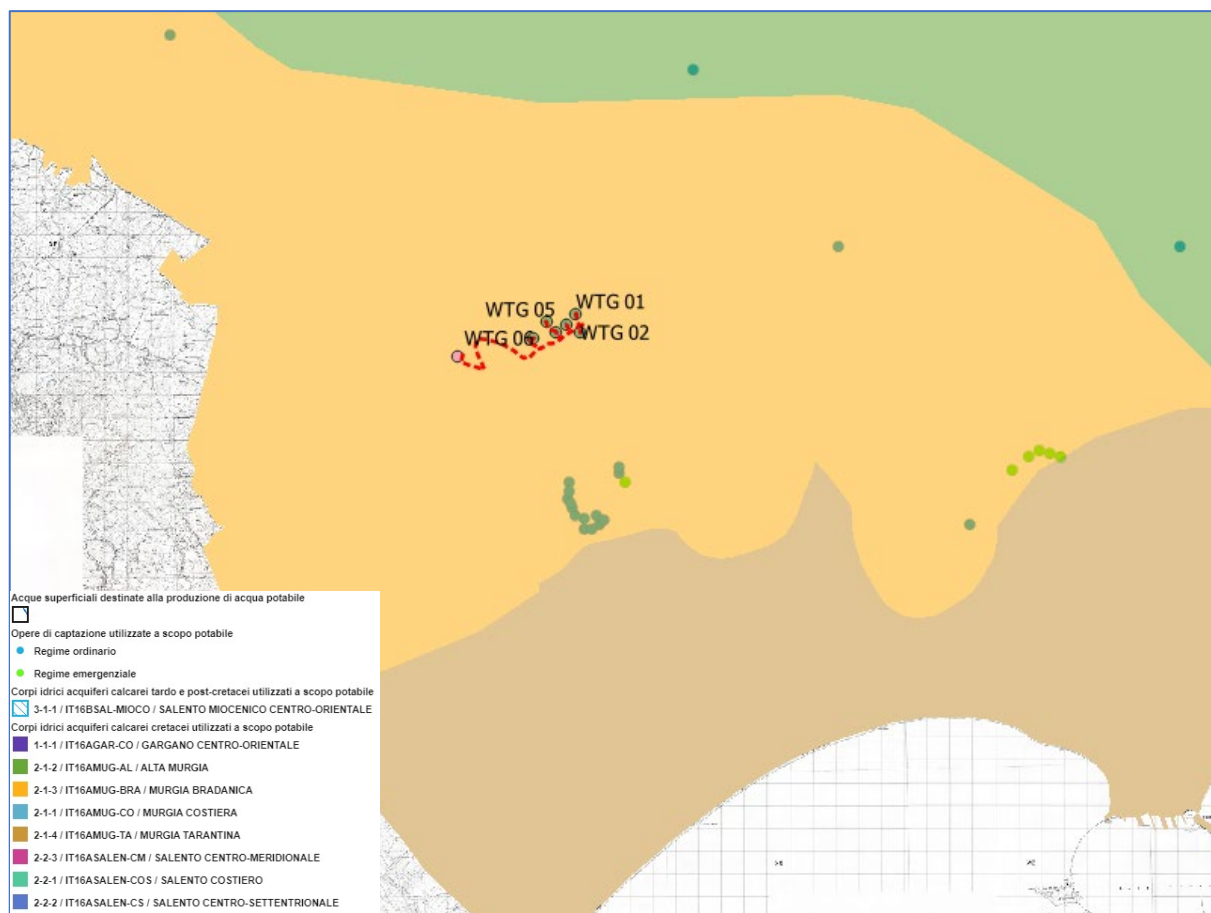 WTG 05
WTG 01
WTG 06
WTG 02
Acque superficiali destinate alla produzione di acqua potabile
Opere di captazione utilizzate a scopo potabile
Regime ordinario
Regime emergenziale
Corpi idrici acquiferi calcarei tardo e post-cretacei utilizzati a scopo potabile
3-1-1 / IT16BSAL-MIOCO / SALENTO MIOCENICO CENTRO-ORIENTALE
Corpi idrici acquiferi calcarei cretacei utilizzati a scopo potabile
1-1-1 / IT16AGAR-CO / GARGANO CENTRO-ORIENTALE
2-1-2 / IT16AMUG-AL / ALTA MURGIA
2-1-3 / IT16AMUG-BRA / MURGIA BRADANICA
2-1-1 / IT16AMUG-CO / MURGIA COSTIERA
2-1-4 / IT16AMUG-TA / MURGIA TARANTINA
2-2-3 / IT16ASALEN-CM / SALENTO CENTRO-MERIDIONALE
2-2-1 / IT16ASALEN-COS / SALENTO COSTIERO
2-2-2 / IT16ASALEN-CS / SALENTO CENTRO-SETTENTRIONALE